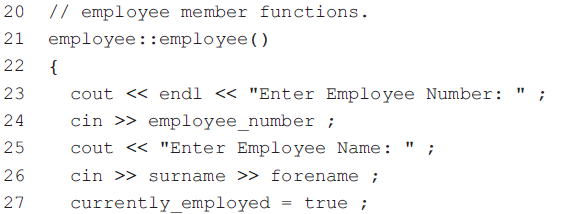 20 // employee member functions.
21 employee::employee()
22 {
23 cout << endl << "Enter Employee Number: " ;
24 cin >> employee_number ;
25 cout << "Enter Employee Name: " ;
26 cin >> surname >> forename ;
27 currently_employed = true ;